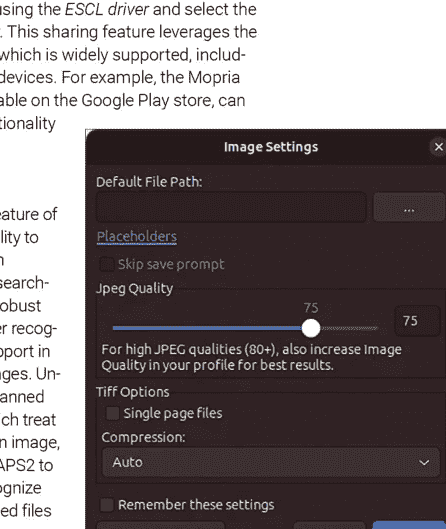 using the ESCL driver and select the
. This sharing feature leverages the
which is widely supported, includ-
devices. For example, the Mopria
able on the Google Play store, can
tionality
eature of
lity to
n
search-
obust
er recog-
pport in
ages. Un-
anned
ich treat
n image,
APS2 to
ognize
ed files
Image Settings
Default File Path:
...
Placeholders
Skip save prompt
Jpeg Quality
75
75
For high JPEG qualities (80+), also increase Image
Quality in your profile for best results.
Tiff Options
Single page files
Compression:
Auto
Remember these settings